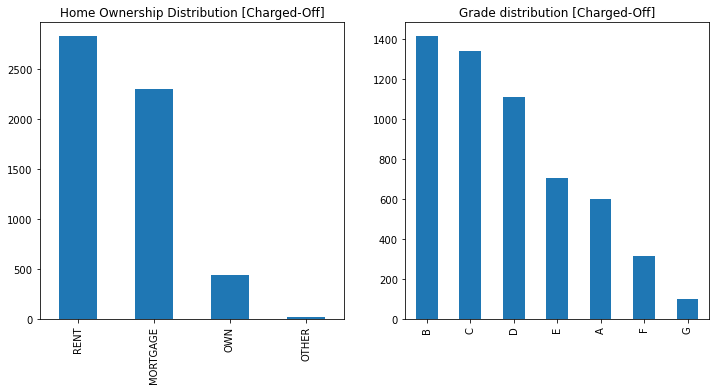 Home Ownership Distribution [Charged-Off]
2500
2000
1500
1000
500
0
RENT
MORTGAGE
OWN
OTHER
Grade distribution [Charged-Off]
1400
1200
1000
800
600
400
200
0
B
C
D
E
A
F
G